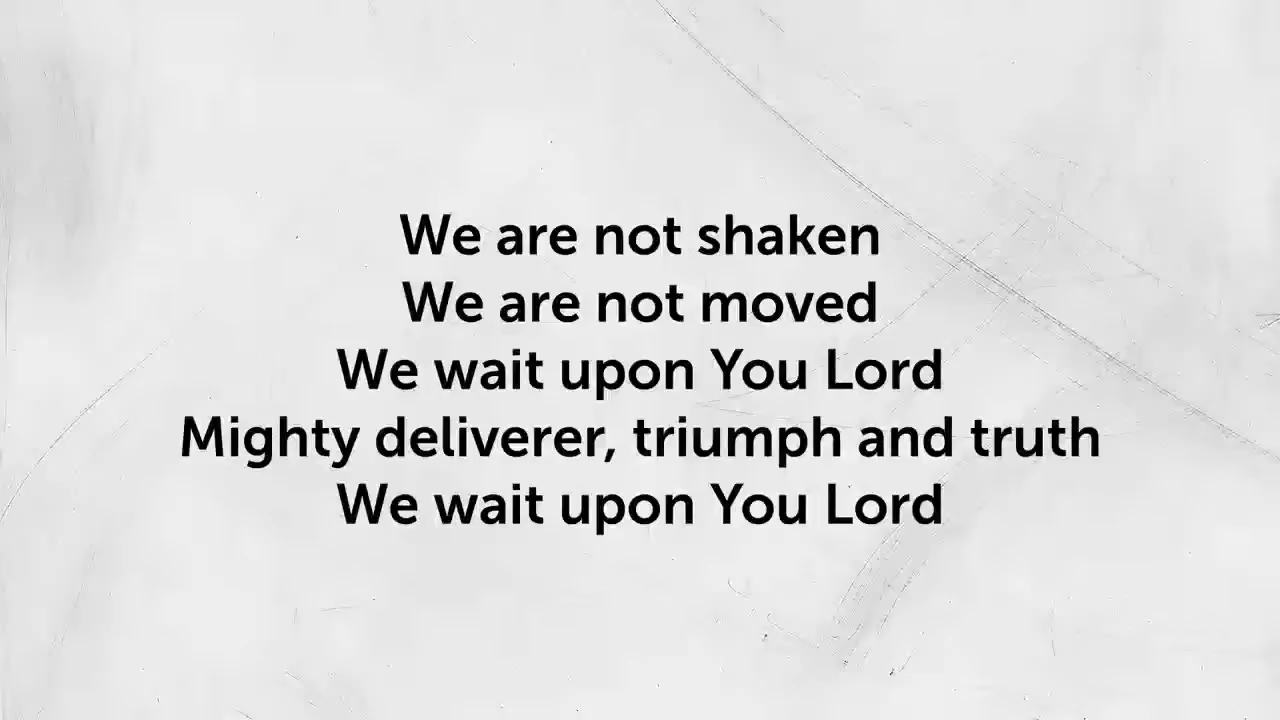 We are not shaken
We are not moved
We wait upon You Lord
Mighty deliverer, triumph and truth
We wait upon You Lord